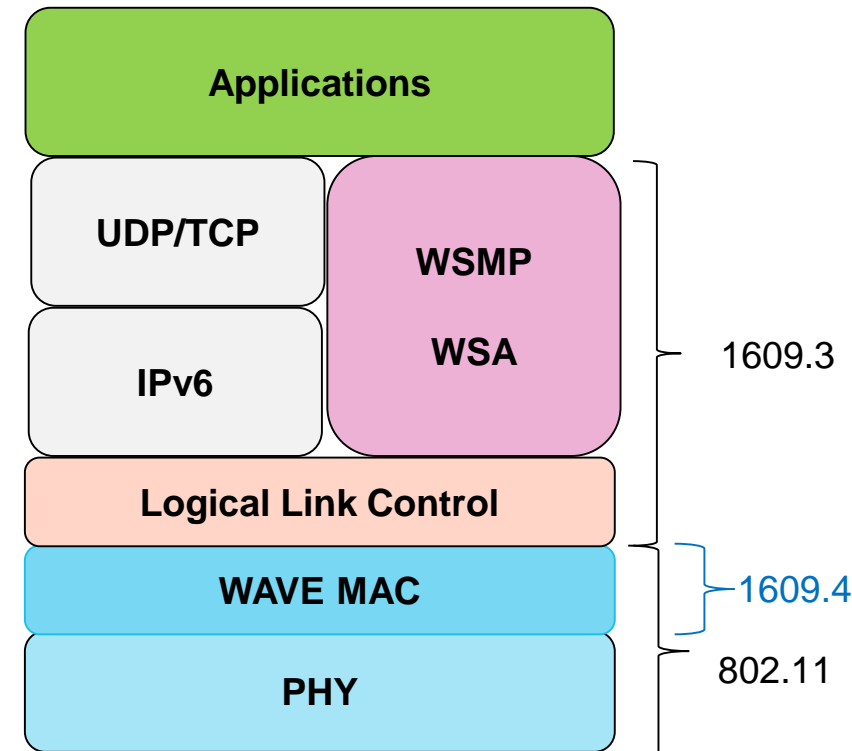 Applications
UDP/TCP
WSMP
WSA
IPv6
1609.3
Logical Link Control
WAVE MAC
1609.4
802.11
PHY